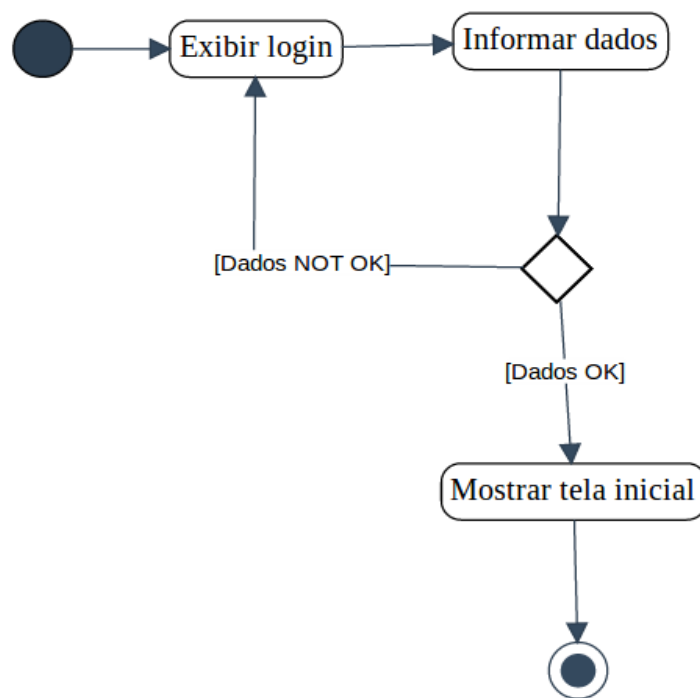 Exibir login
Informar dados
[Dados NOT OK]
[Dados OK]
Mostrar tela inicial